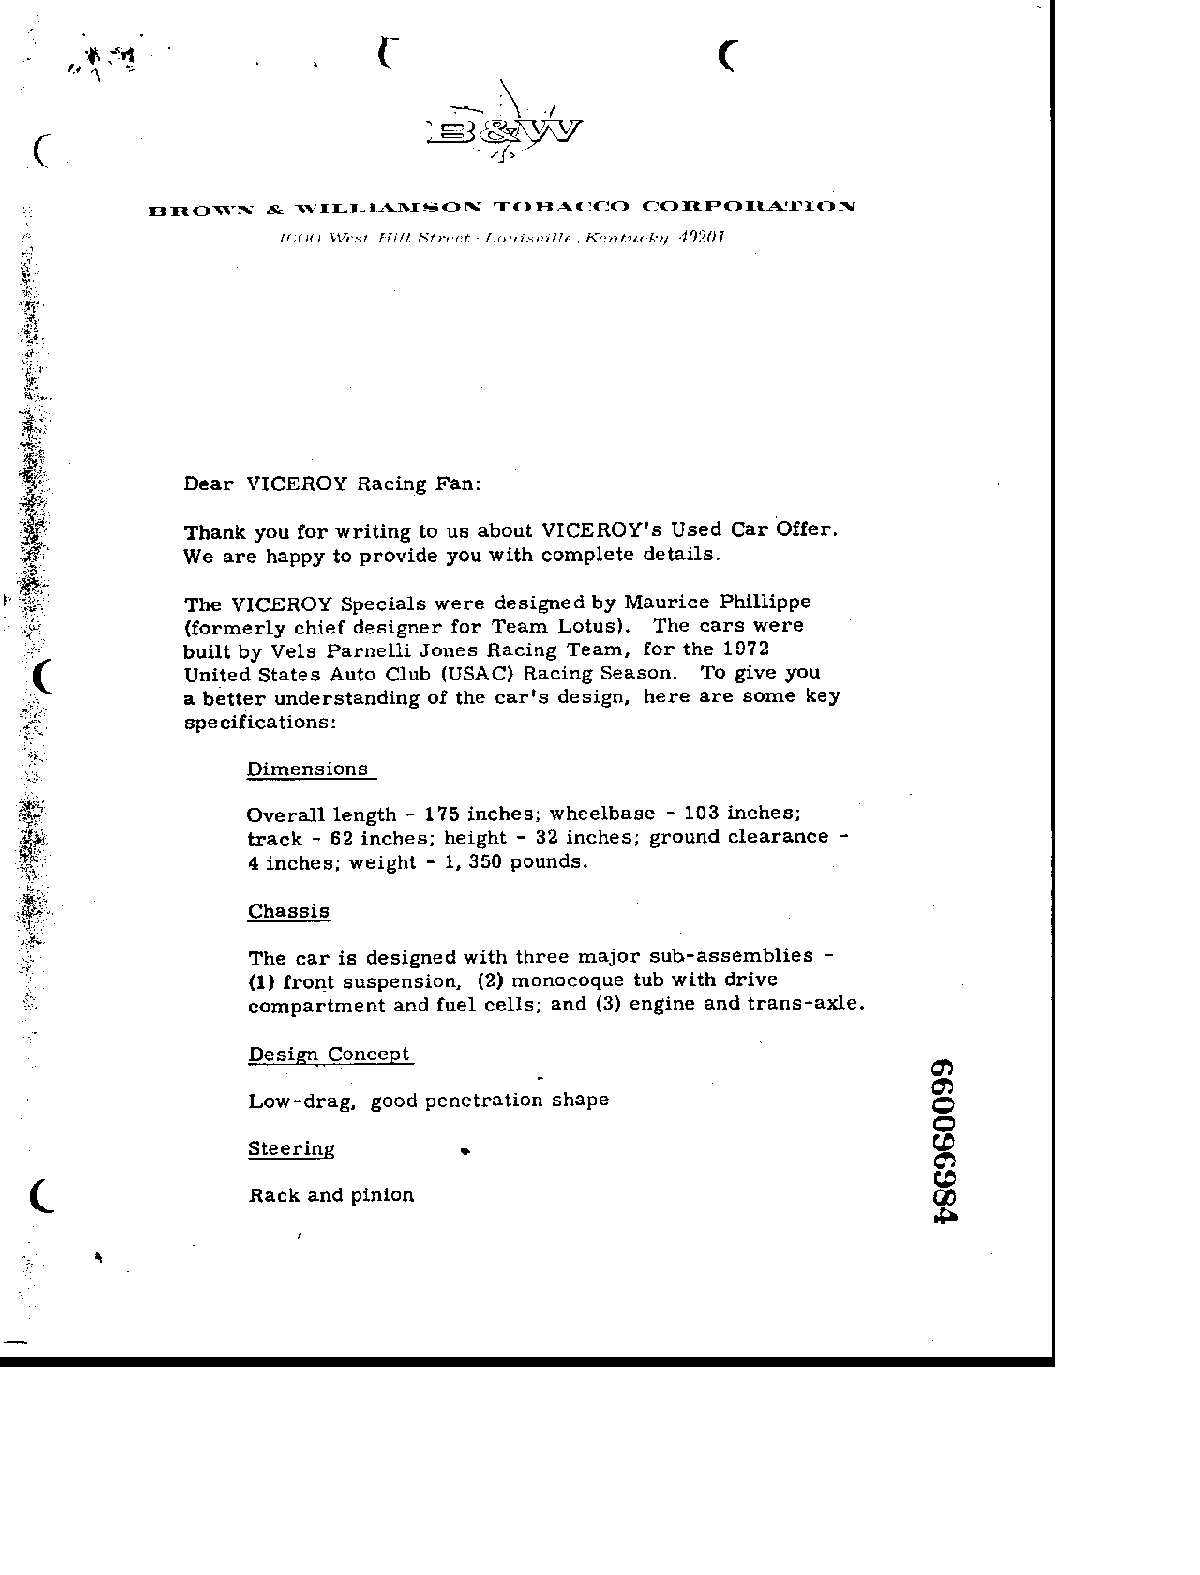 B&W
BROWN & WILLIAMSON TOBACCO CORPORATION
1600 West Hill Street · Louisville, Kentucky 40201
Dear VICEROY Racing Fan:
Thank you for writing to us about VICEROY's Used Car Offer.
We are happy to provide you with complete details.
The VICEROY Specials were designed by Maurice Phillippe
(formerly chief designer for Team Lotus). The cars were
built by Vels Parnelli Jones Racing Team, for the 1972
United States Auto Club (USAC) Racing Season. To give you
a better understanding of the car's design, here are some key
specifications:
Dimensions
Overall length - 175 inches; wheelbase - 103 inches;
track - 62 inches; height - 32 inches; ground clearance -
4 inches; weight - 1, 350 pounds.
Chassis
The car is designed with three major sub-assemblies -
(1) front suspension, (2) monocoque tub with drive
compartment and fuel cells; and (3) engine and trans-axle.
Design Concept
Low-drag, good penetration shape
Steering
Rack and pinion
660096984